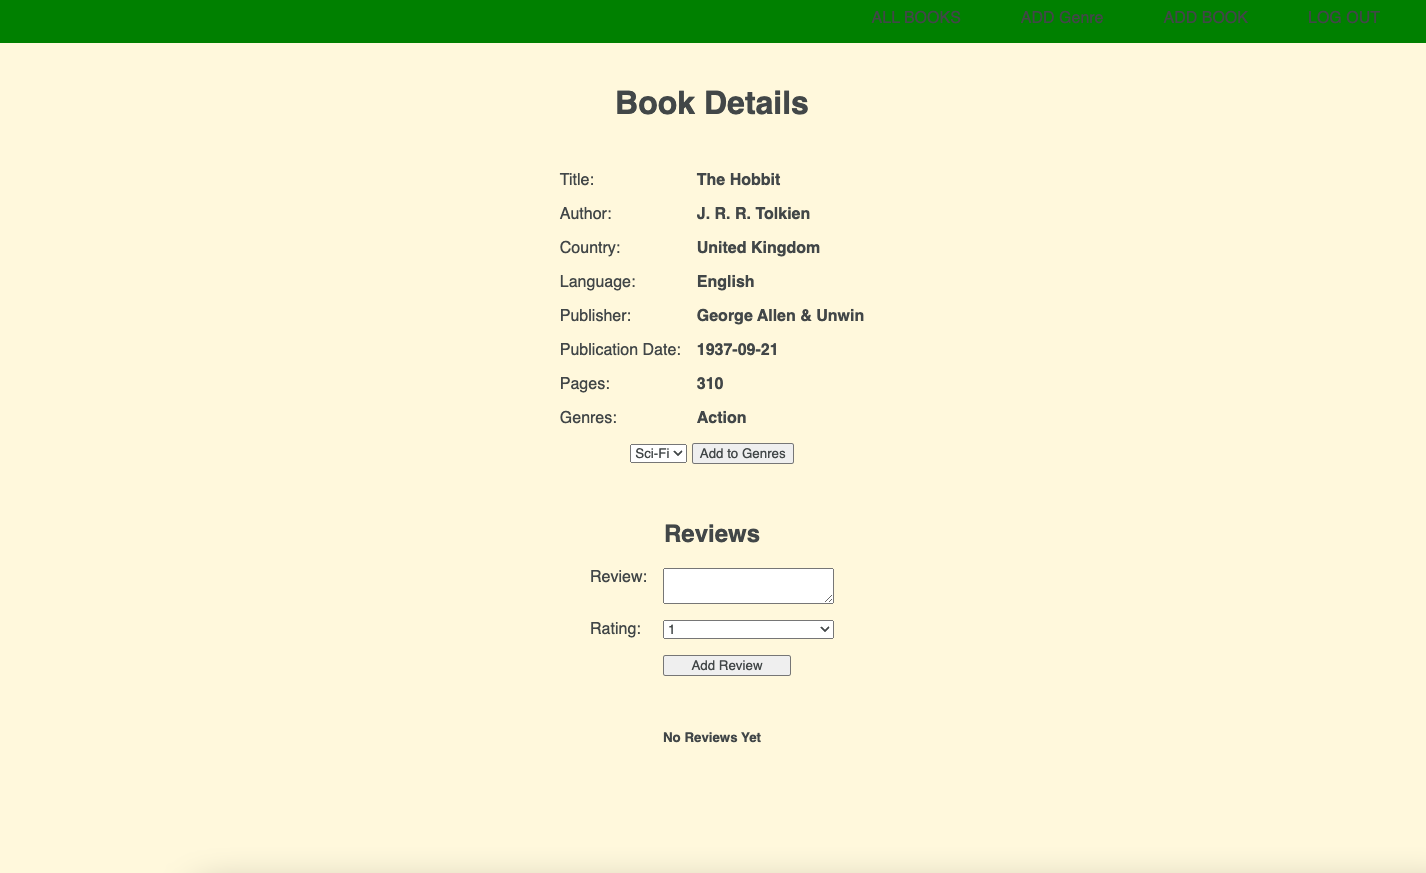 ALL BOOKS ADD Genre ADD BOOK LOG OUT
Book Details
Title: The Hobbit
Author: J. R. R. Tolkien
Country: United Kingdom
Language: English
Publisher: George Allen & Unwin
Publication Date: 1937-09-21
Pages: 310
Genres: Action
Sci-Fi Add to Genres
Reviews
Review:
Rating: 1
Add Review
No Reviews Yet